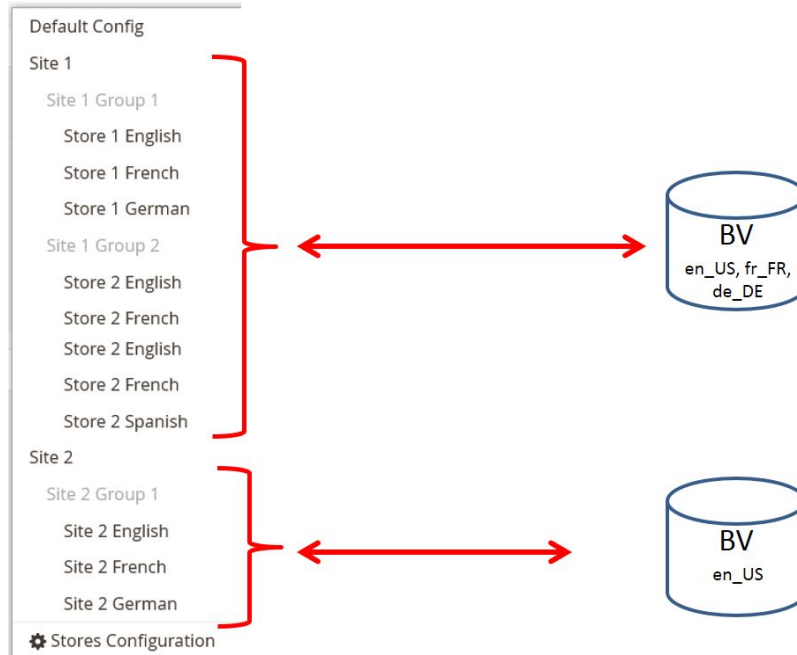 Default Config
Site 1
Site 1 Group 1
Store 1 English
Store 1 French
Store 1 German
Site 1 Group 2
Store 2 English
Store 2 French
Store 2 English
Store 2 French
Store 2 Spanish
Site 2
Site 2 Group 1
Site 2 English
Site 2 French
Site 2 German
Stores Configuration
BV
en_US, fr_FR,
de_DE
BV
en_US